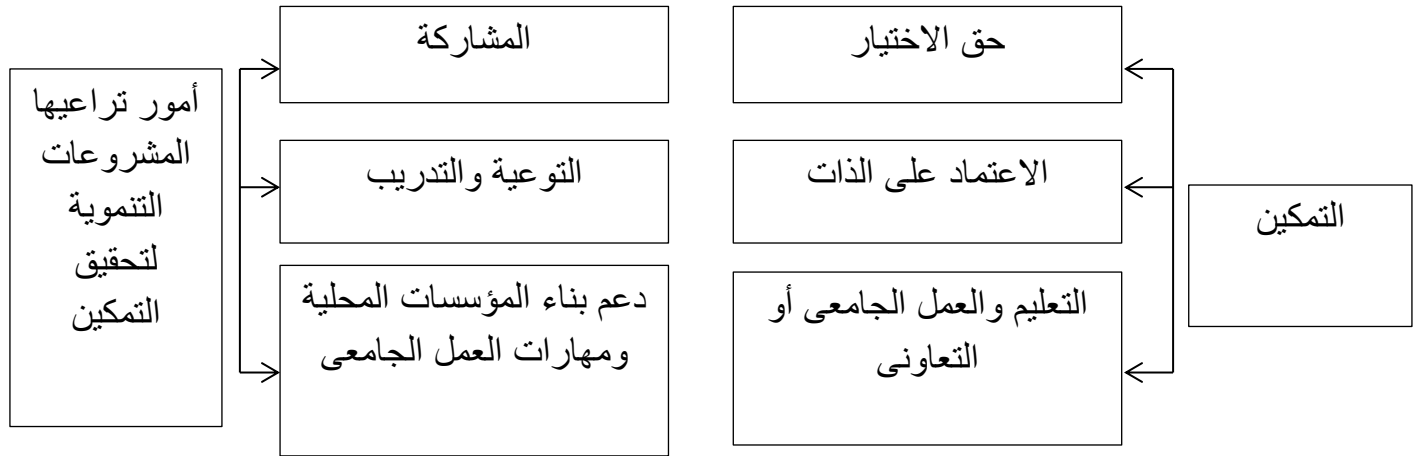 التمكين
حق الاختيار
الاعتماد على الذات
التعليم والعمل الجامعى أو
التعاونى
المشاركة
التوعية والتدريب
دعم بناء المؤسسات المحلية
ومهارات العمل الجامعى
أمور تراعيها
المشروعات
التنموية
لتحقيق
التمكين